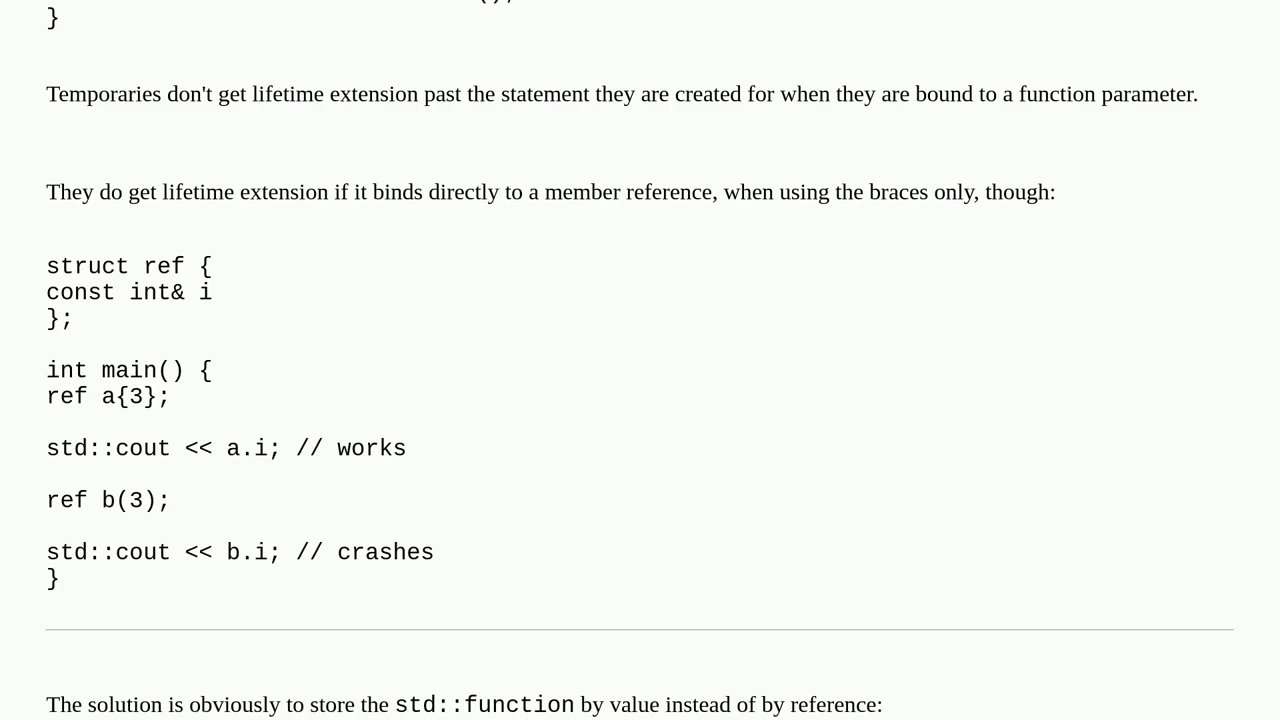 }
Temporaries don't get lifetime extension past the statement they are created for when they are bound to a function parameter.
They do get lifetime extension if it binds directly to a member reference, when using the braces only, though:
struct ref {
const int& i
};
int main() {
ref a{3};
std::cout << a.i; // works
ref b(3);
std::cout << b.i; // crashes
}
The solution is obviously to store the std::function by value instead of by reference: